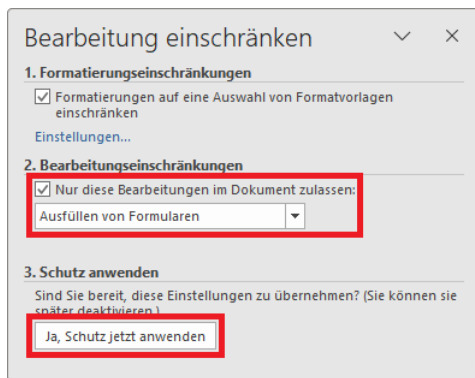 Bearbeitung einschränken
1. Formatierungseinschränkungen
Formatierungen auf eine Auswahl von Formatvorlagen
einschränken
Einstellungen...
2. Bearbeitungseinschränkungen
Nur diese Bearbeitungen im Dokument zulassen:
Ausfüllen von Formularen
3. Schutz anwenden
Sind Sie bereit, diese Einstellungen zu übernehmen? (Sie können sie
später deaktivieren.)
Ja, Schutz jetzt anwenden